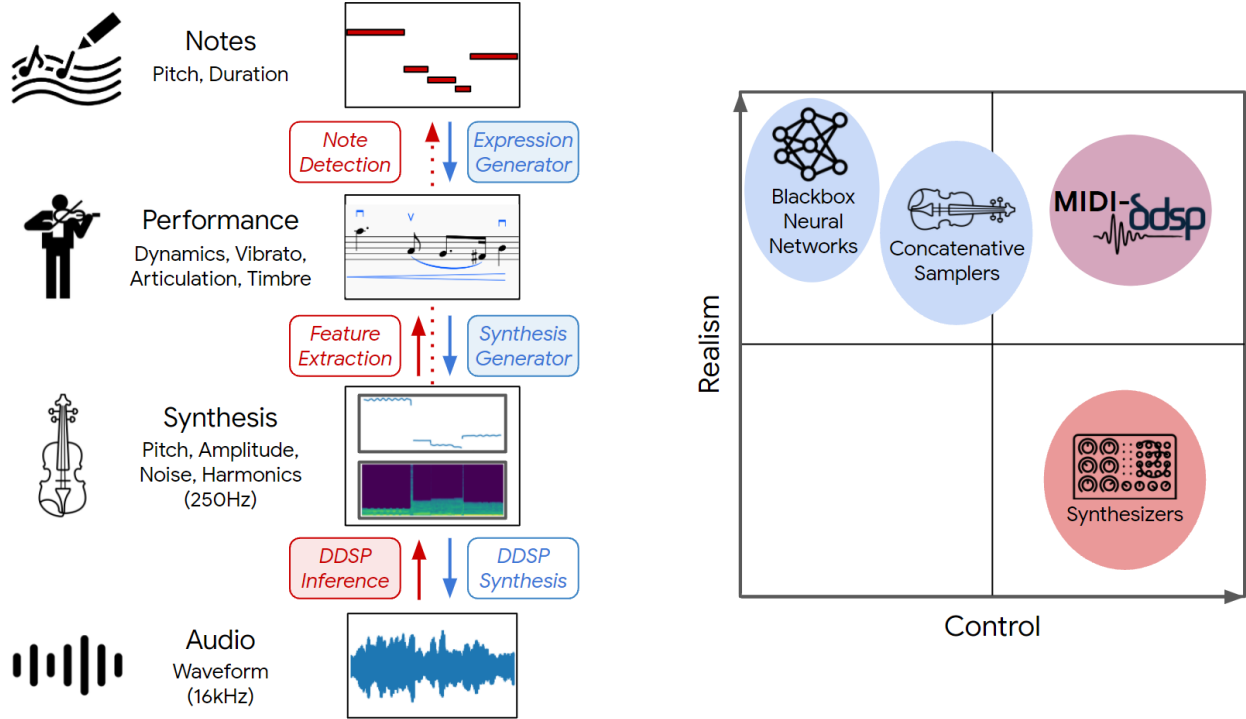 Notes
Pitch, Duration
Note
Detection
Expression
Generator
Performance
Dynamics, Vibrato,
Articulation, Timbre
Feature
Extraction
Synthesis
Generator
Synthesis
Pitch, Amplitude,
Noise, Harmonics
(250Hz)
DDSP
Inference
DDSP
Synthesis
Audio
Waveform
(16kHz)
Realism
Blackbox
Neural
Networks
Concatenative
Samplers
MIDI-ddsp
Synthesizers
Control